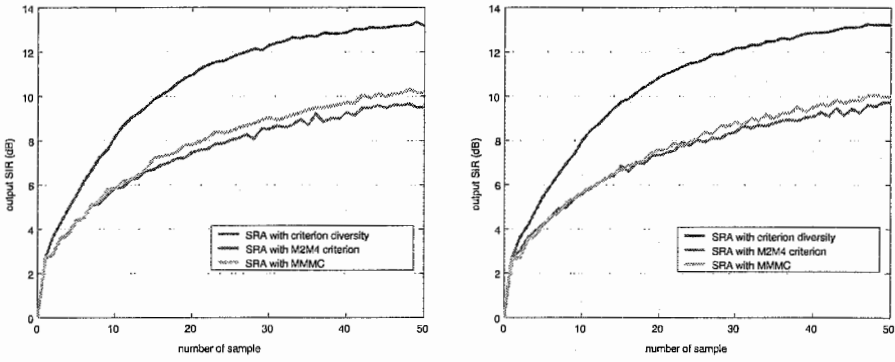 14
12
10
8
6
4
2
0
output SIR (dB)
SRA with criterion diversity
SRA with M2M4 criterion
SRA with MMMC
0 10 20 30 40 50
number of sample
14
12
10
8
6
4
2
0
output SIR (dB)
SRA with criterion diversity
SRA with M2M4 criterion
SRA with MMMC
0 10 20 30 40 50
number of sample